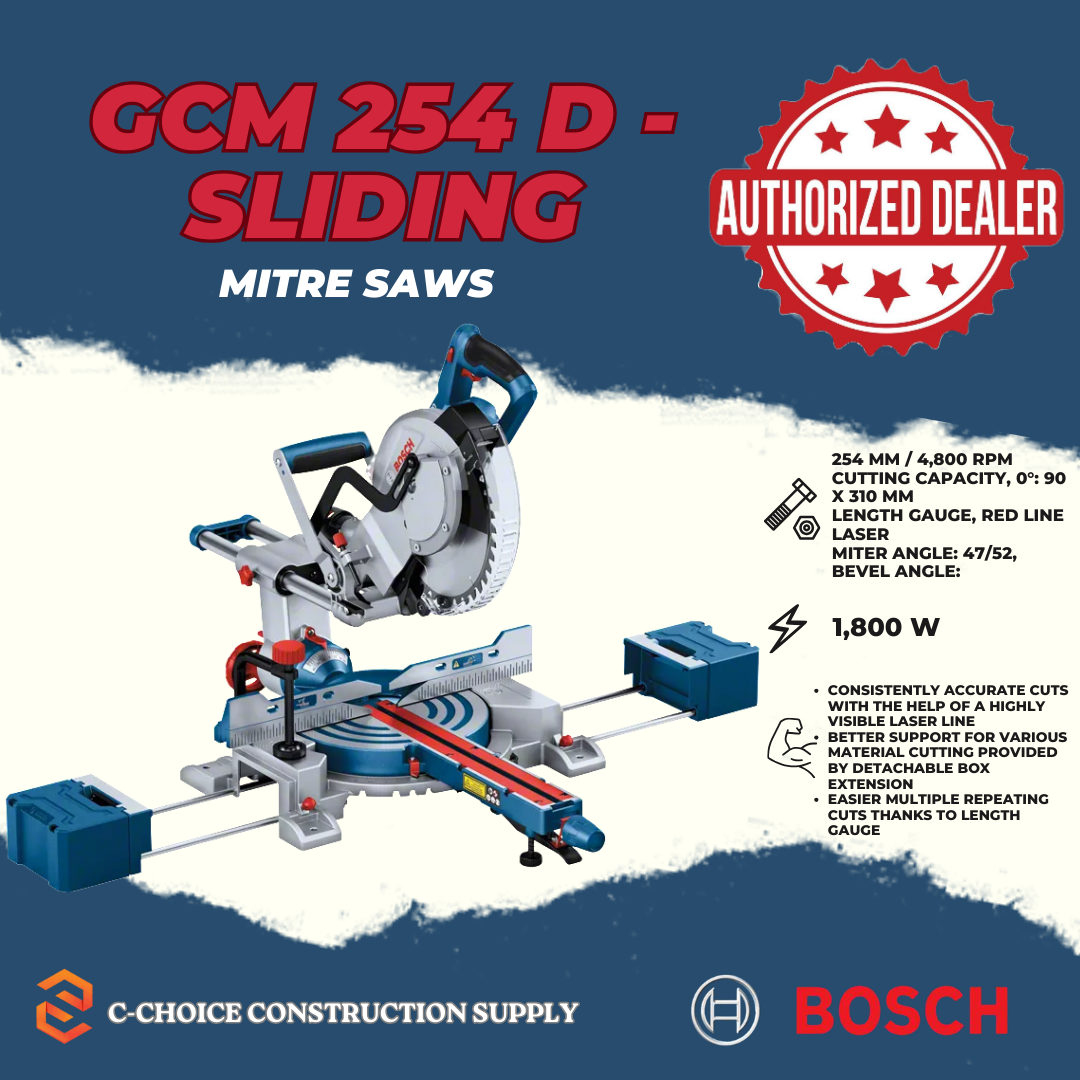 GCM 254 D -
SLIDING
MITRE SAWS
AUTHORIZED DEALER
BOSCH
254 MM / 4,800 RPM
CUTTING CAPACITY, 0°: 90
X 310 MM
LENGTH GAUGE, RED LINE
LASER
MITER ANGLE: 47/52,
BEVEL ANGLE:
1,800 W
• CONSISTENTLY ACCURATE CUTS
WITH THE HELP OF A HIGHLY
VISIBLE LASER LINE
• BETTER SUPPORT FOR VARIOUS
MATERIAL CUTTING PROVIDED
BY DETACHABLE BOX
EXTENSION
• EASIER MULTIPLE REPEATING
CUTS THANKS TO LENGTH
GAUGE
C-CHOICE CONSTRUCTION SUPPLY
BOSCH